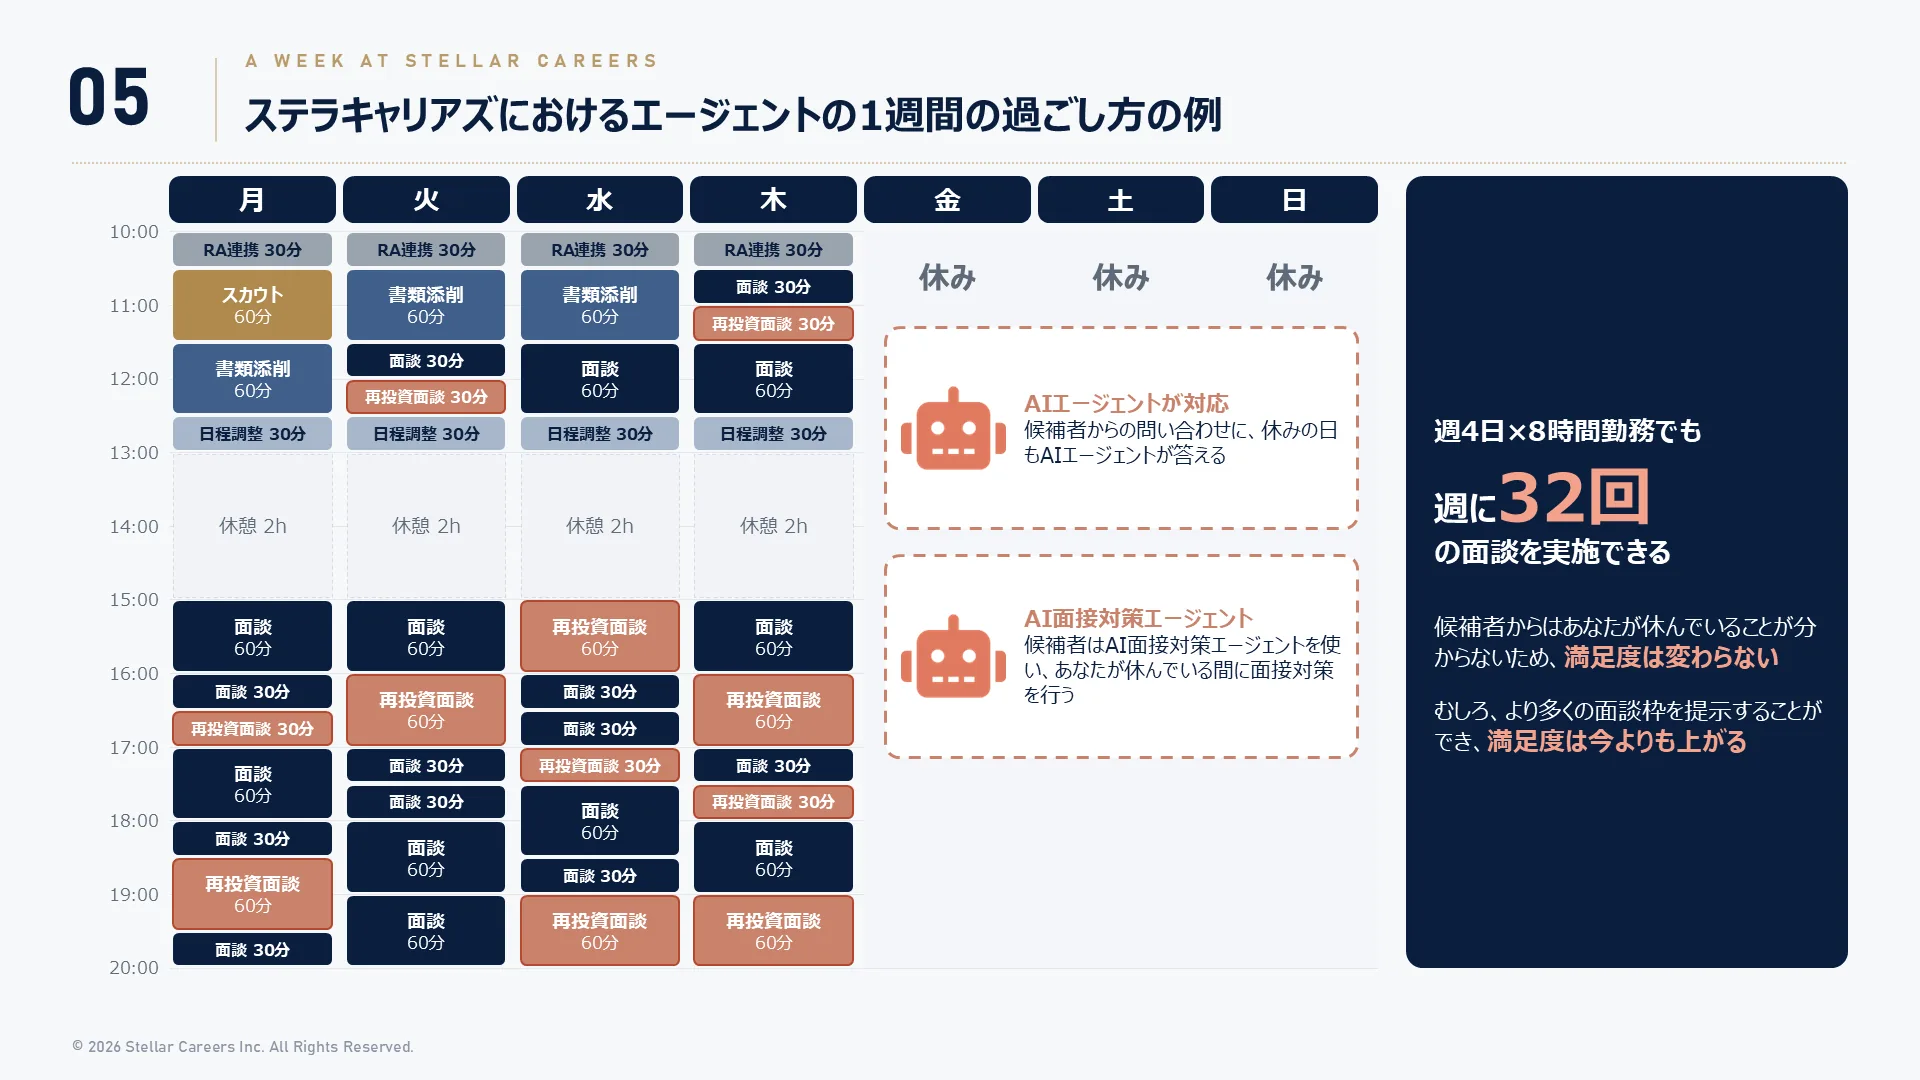 05
A WEEK AT STELLAR CAREERS
ステラキャリアズにおけるエージェントの1週間の過ごし方の例
月
火
水
木
金
土
日
10:00
11:00
12:00
13:00
14:00
15:00
16:00
17:00
18:00
19:00
20:00
RA連携 30分
スカウト
60分
書類添削
60分
日程調整 30分
休憩 2h
面談
60分
面談 30分
再投資面談 30分
面談
60分
面談 30分
再投資面談
60分
面談 30分
RA連携 30分
書類添削
60分
面談 30分
再投資面談 30分
日程調整 30分
休憩 2h
面談
60分
再投資面談
60分
面談 30分
面談 30分
面談
60分
面談
60分
RA連携 30分
書類添削
60分
面談
60分
日程調整 30分
休憩 2h
再投資面談
60分
面談 30分
面談 30分
再投資面談 30分
面談
60分
面談 30分
再投資面談
60分
RA連携 30分
面談 30分
再投資面談 30分
面談
60分
日程調整 30分
休憩 2h
面談
60分
再投資面談
60分
面談 30分
再投資面談 30分
面談
60分
再投資面談
60分
休み
休み
休み
AIエージェントが対応
候補者からの問い合わせに、休みの日
もAIエージェントが答える
AI面接対策エージェント
候補者はAI面接対策エージェントを使
い、あなたが休んでいる間に面接対策
を行う
週4日×8時間勤務でも
週に32回
の面談を実施できる
候補者からはあなたが休んでいることが分
からないため、満足度は変わらない
むしろ、より多くの面談枠を提示することが
でき、満足度は今よりも上がる
© 2026 Stellar Careers Inc. All Rights Reserved.